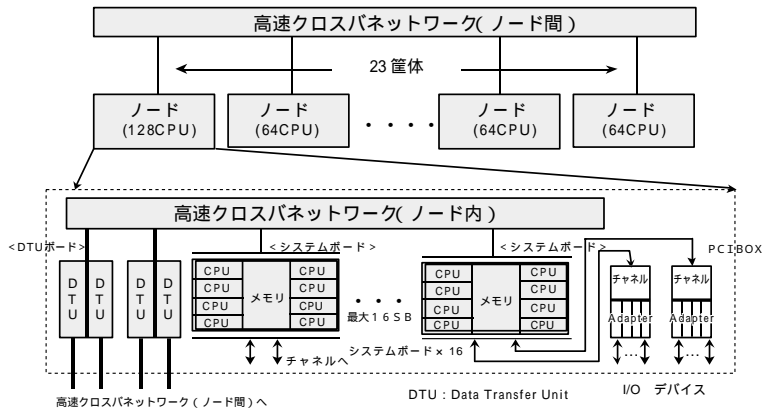 高速クロスバネットワーク(ノード間)
23 筐体
ノード
(128CPU)
ノード
(64CPU)
・・・・
ノード
(64CPU)
ノード
(64CPU)
高速クロスバネットワーク(ノード内)
<DTUボード>
<システムボード>
<システムボード>
PCIBOX
DTU
DTU
DTU
DTU
CPU
CPU
CPU
CPU
メモリ
CPU
CPU
CPU
CPU
・・・
最大16SB
CPU
CPU
CPU
CPU
メモリ
CPU
CPU
CPU
CPU
チャネル
Adapter
チャネル
Adapter
チャネルへ
システムボード×16
…
…
高速クロスバネットワーク(ノード間)へ
DTU:Data Transfer Unit
I/O デバイス